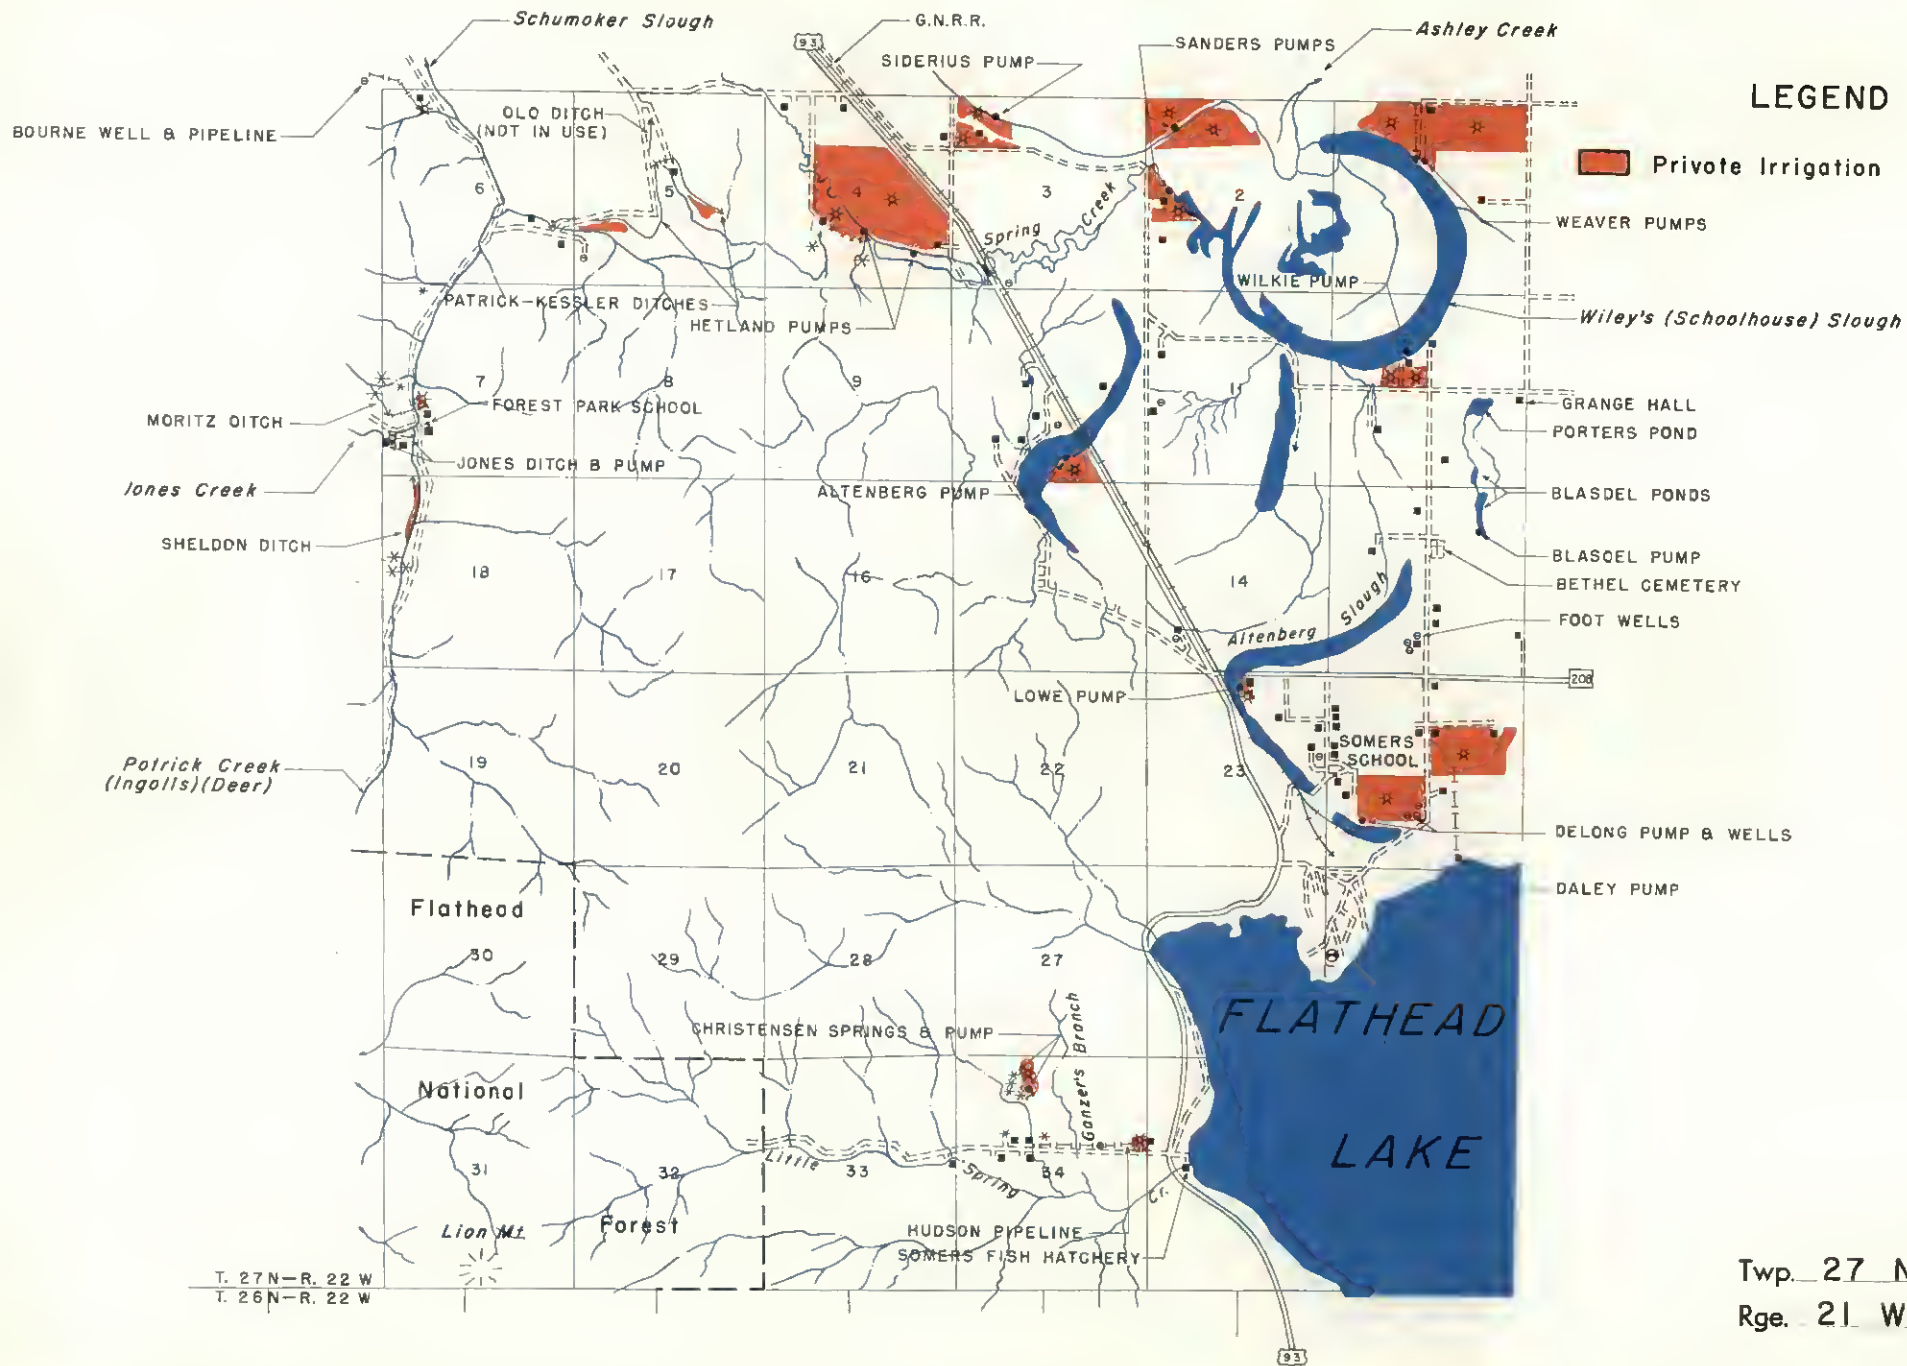 Schumoker Slough
G.N.R.R.
93
SANDERS PUMPS
Ashley Creek
SIDERIUS PUMP
LEGEND
Private Irrigation
OLD DITCH
(NOT IN USE)
BOURNE WELL & PIPELINE
6
5
4
3
2
Spring Creek
WEAVER PUMPS
WILKIE PUMP
PATRICK-KESSLER DITCHES
HETLAND PUMPS
Wiley's (Schoolhouse) Slough
7
8
9
11
MORITZ DITCH
FOREST PARK SCHOOL
GRANGE HALL
PORTERS POND
JONES DITCH & PUMP
Jones Creek
ALTENBERG PUMP
BLASDEL PONDS
SHELDON DITCH
BLASDEL PUMP
18
17
16
14
BETHEL CEMETERY
Altenberg Slough
FOOT WELLS
208
LOWE PUMP
Patrick Creek
(Ingalls)(Deer)
19
20
21
22
23
SOMERS
SCHOOL
DELONG PUMP & WELLS
DALEY PUMP
Flathead
30
29
28
27
FLATHEAD
CHRISTENSEN SPRINGS & PUMP
Ganzer's Branch
National
LAKE
31
32
33
34
Little Spring Cr.
Forest
Lion Mt.
HUDSON PIPELINE
SOMERS FISH HATCHERY
T. 27N-R. 22 W
T. 26N-R. 22 W
Twp. 27 N
Rge. 21 W
93